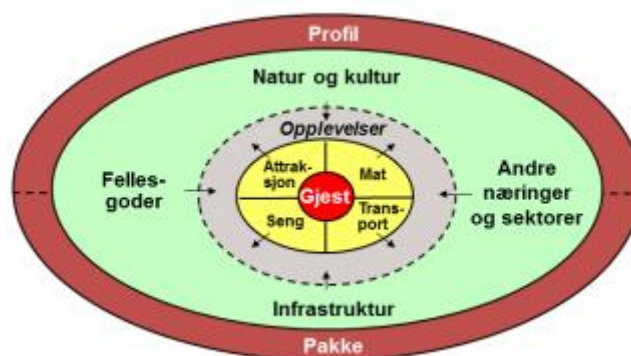 Profil
Natur og kultur
Opplevelser
Attrak-
sjon
Mat
Felles-
goder
Gjest
Andre
næringer
og sektorer
Seng
Trans-
port
Infrastruktur
Pakke